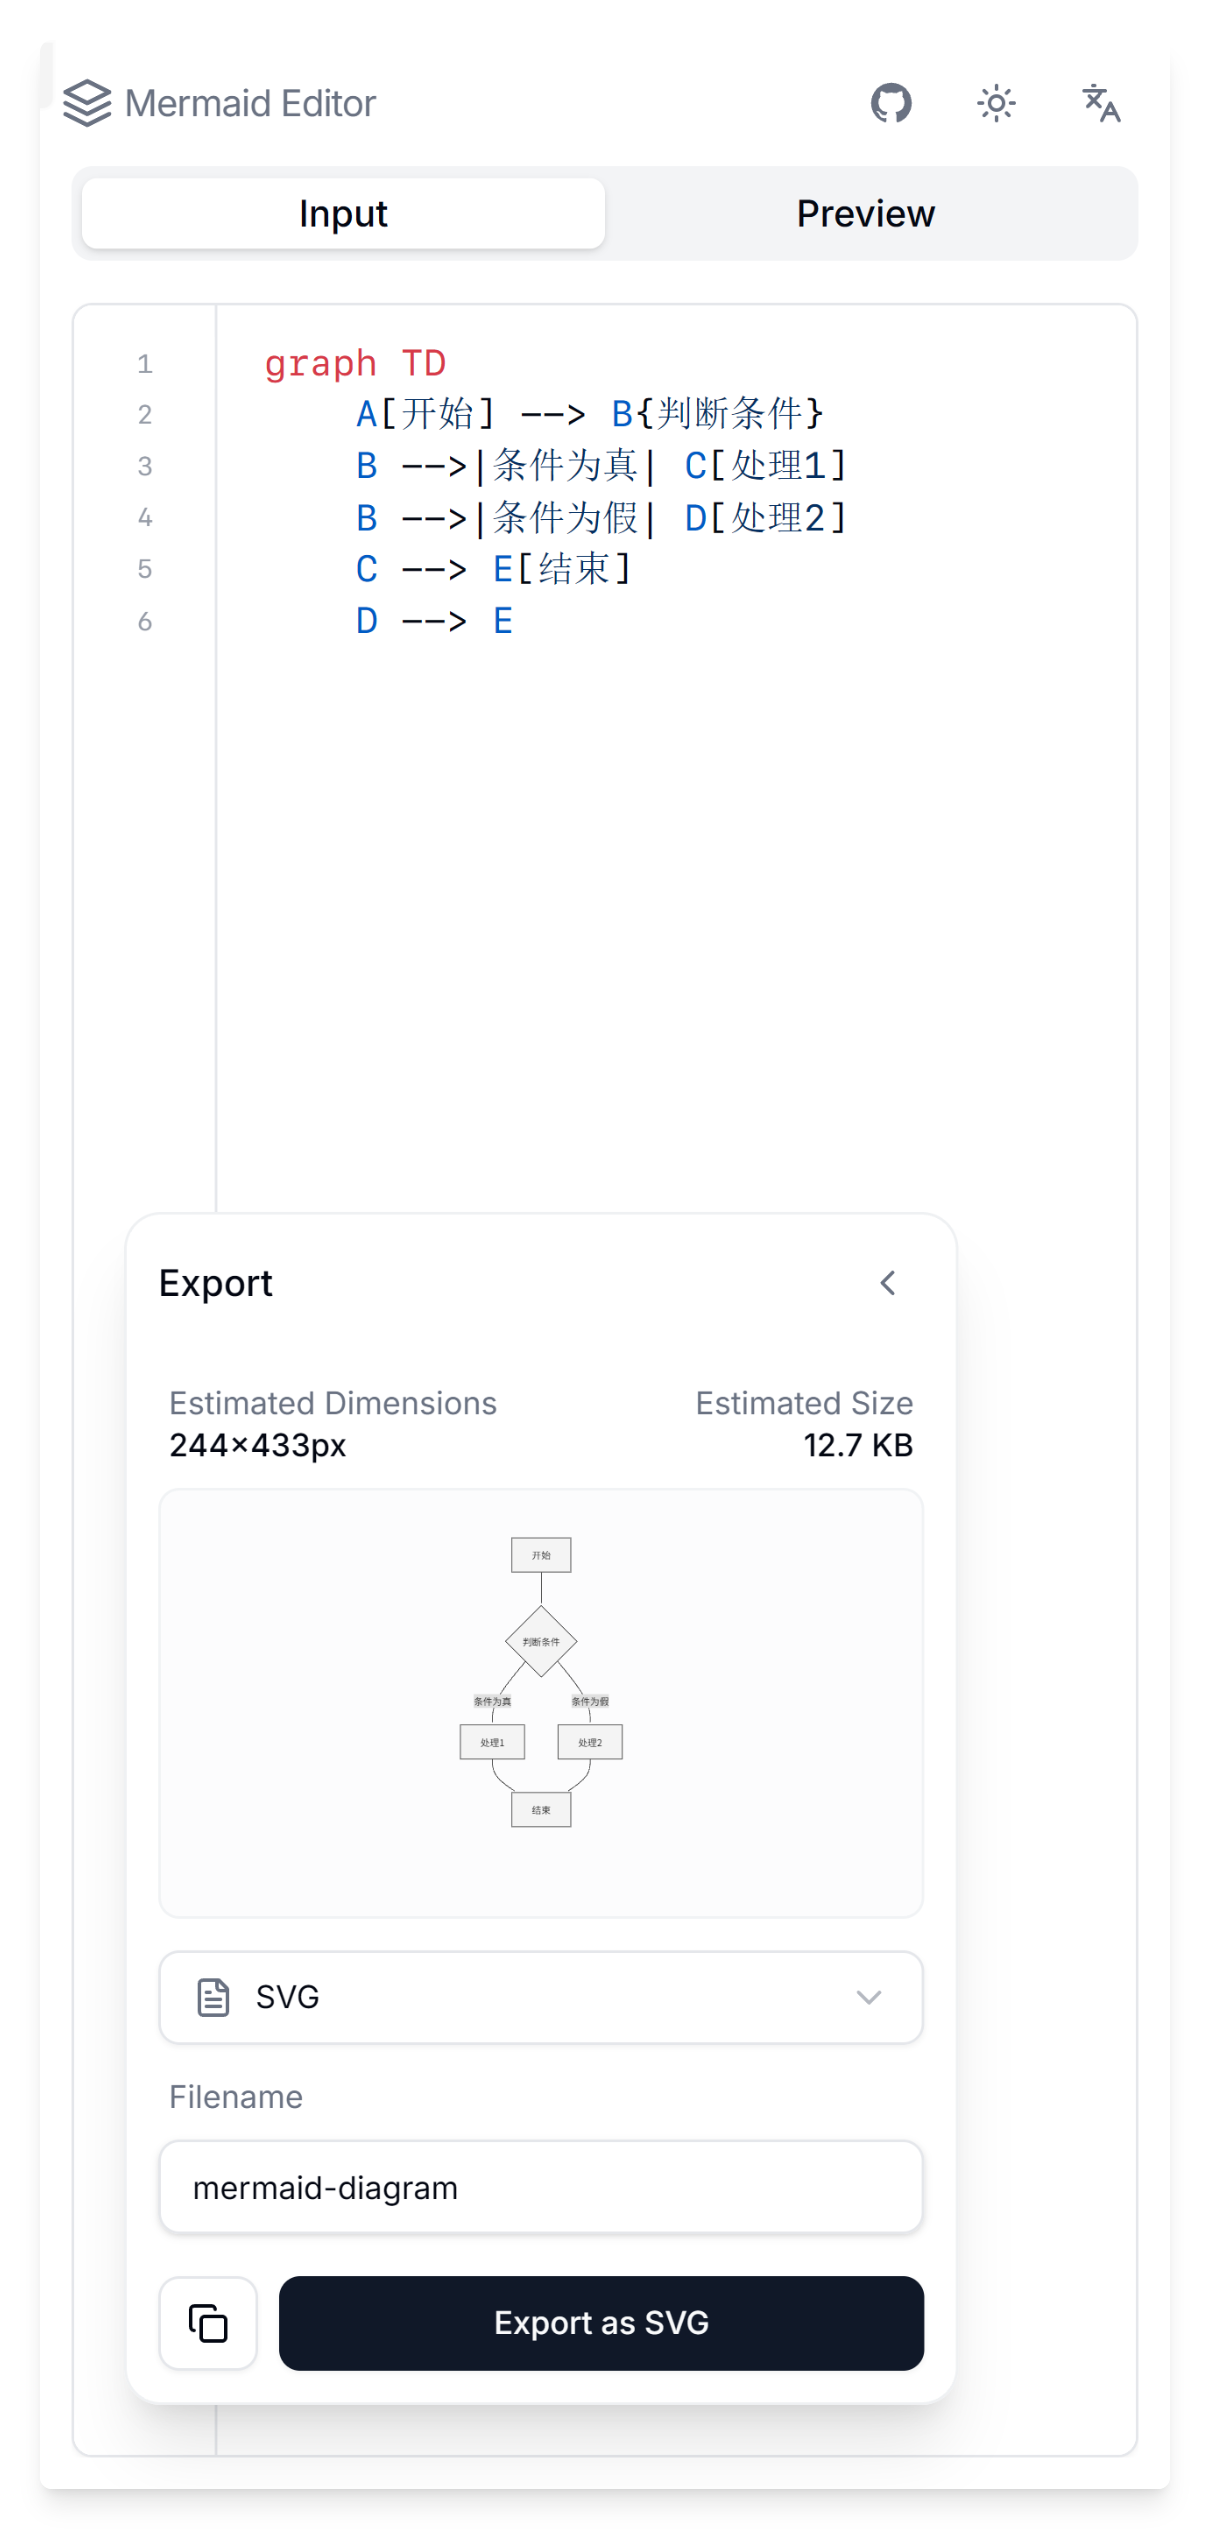 Mermaid Editor
Input
Preview
1 graph TD
2 A[开始] --> B{判断条件}
3 B -->|条件为真| C[处理1]
4 B -->|条件为假| D[处理2]
5 C --> E[结束]
6 D --> E
Export
Estimated Dimensions
244×433px
Estimated Size
12.7 KB
开始
判断条件
条件为真
条件为假
处理1
处理2
结束
SVG
Filename
mermaid-diagram
Export as SVG